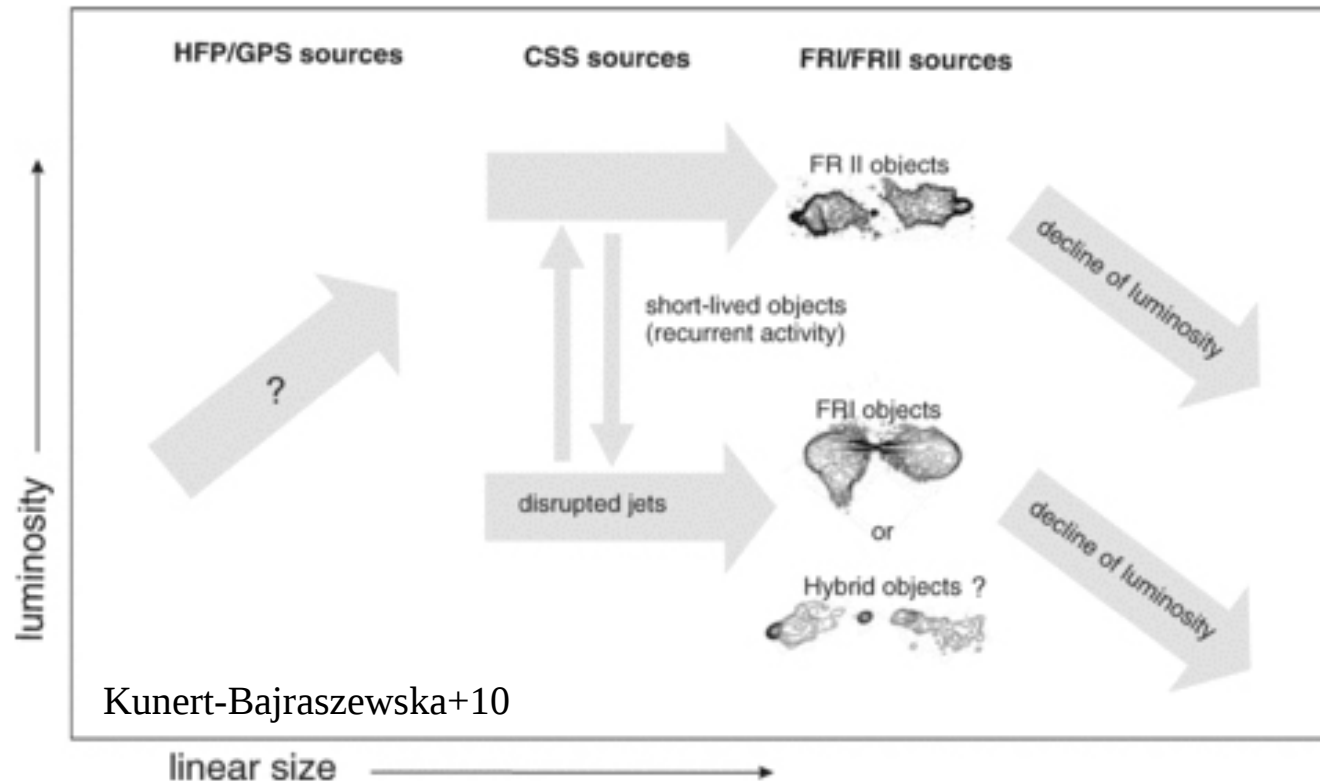 HFP/GPS sources
CSS sources
FRI/FRII sources
FR II objects
decline of luminosity
short-lived objects
(recurrent activity)
?
FRI objects
disrupted jets
or
decline of luminosity
Hybrid objects ?
luminosity
Kunert-Bajraszewska+10
linear size